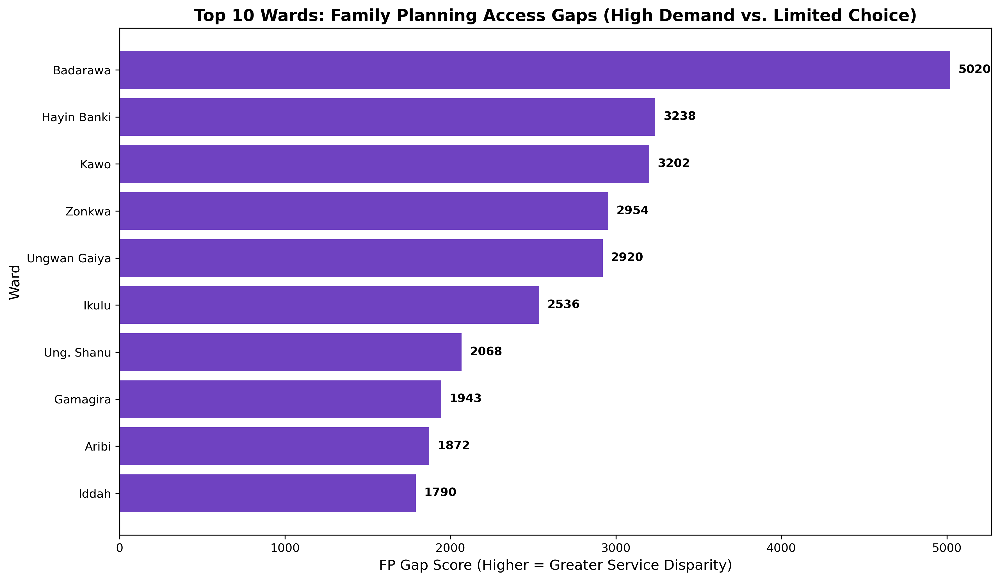 Top 10 Wards: Family Planning Access Gaps (High Demand vs. Limited Choice)
Ward
Badarawa 5020
Hayin Banki 3238
Kawo 3202
Zonkwa 2954
Ungwan Gaiya 2920
Ikulu 2536
Ung. Shanu 2068
Gamagira 1943
Aribi 1872
Iddah 1790
0 1000 2000 3000 4000 5000
FP Gap Score (Higher = Greater Service Disparity)